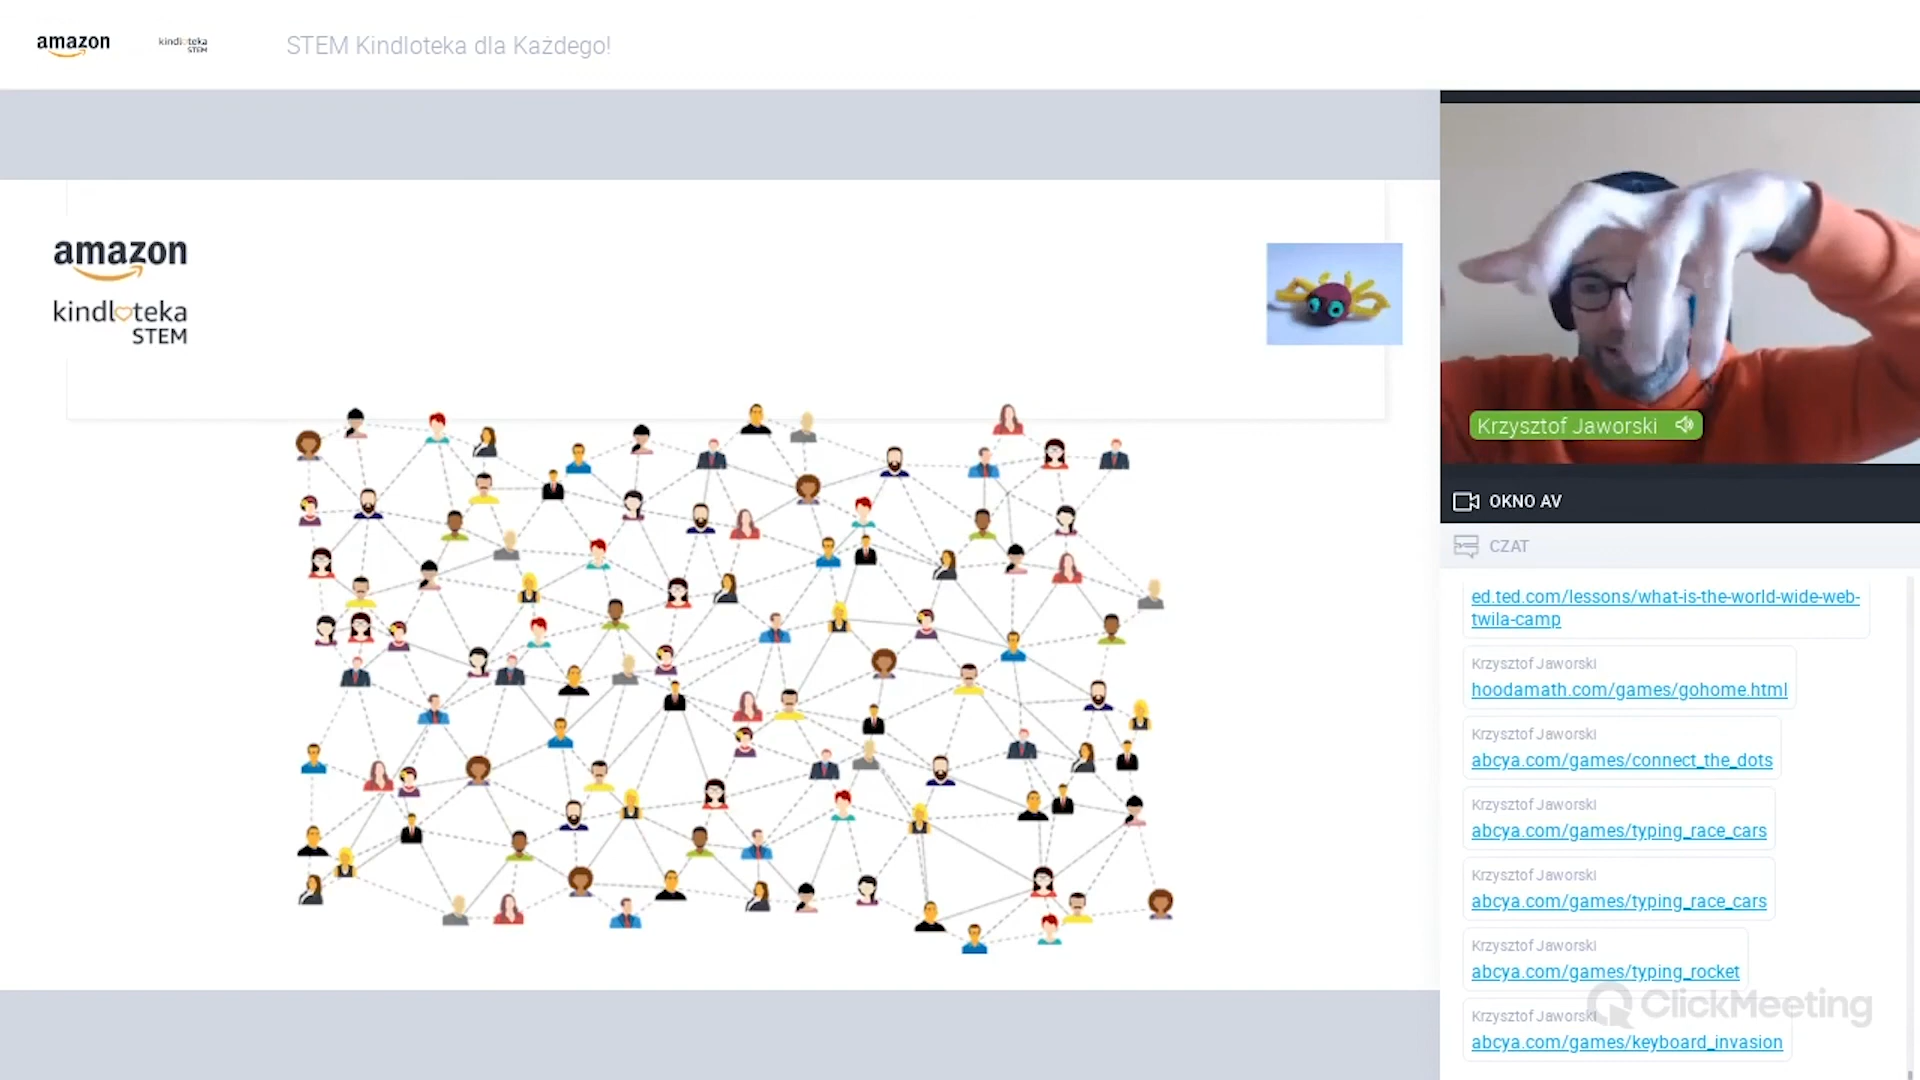 amazon
kindloteka
STEM
STEM Kindloteka dla Każdego!
amazon
kindloteka
STEM
Krzysztof Jaworski
OKNO AV
CZAT
ed.ted.com/lessons/what-is-the-world-wide-web-
twila-camp
Krzysztof Jaworski
hoodamath.com/games/gohome.html
Krzysztof Jaworski
abcya.com/games/connect_the_dots
Krzysztof Jaworski
abcya.com/games/typing_race_cars
Krzysztof Jaworski
abcya.com/games/typing_race_cars
Krzysztof Jaworski
abcya.com/games/typing_rocket
Krzysztof Jaworski
abcya.com/games/keyboard_invasion
ClickMeeting